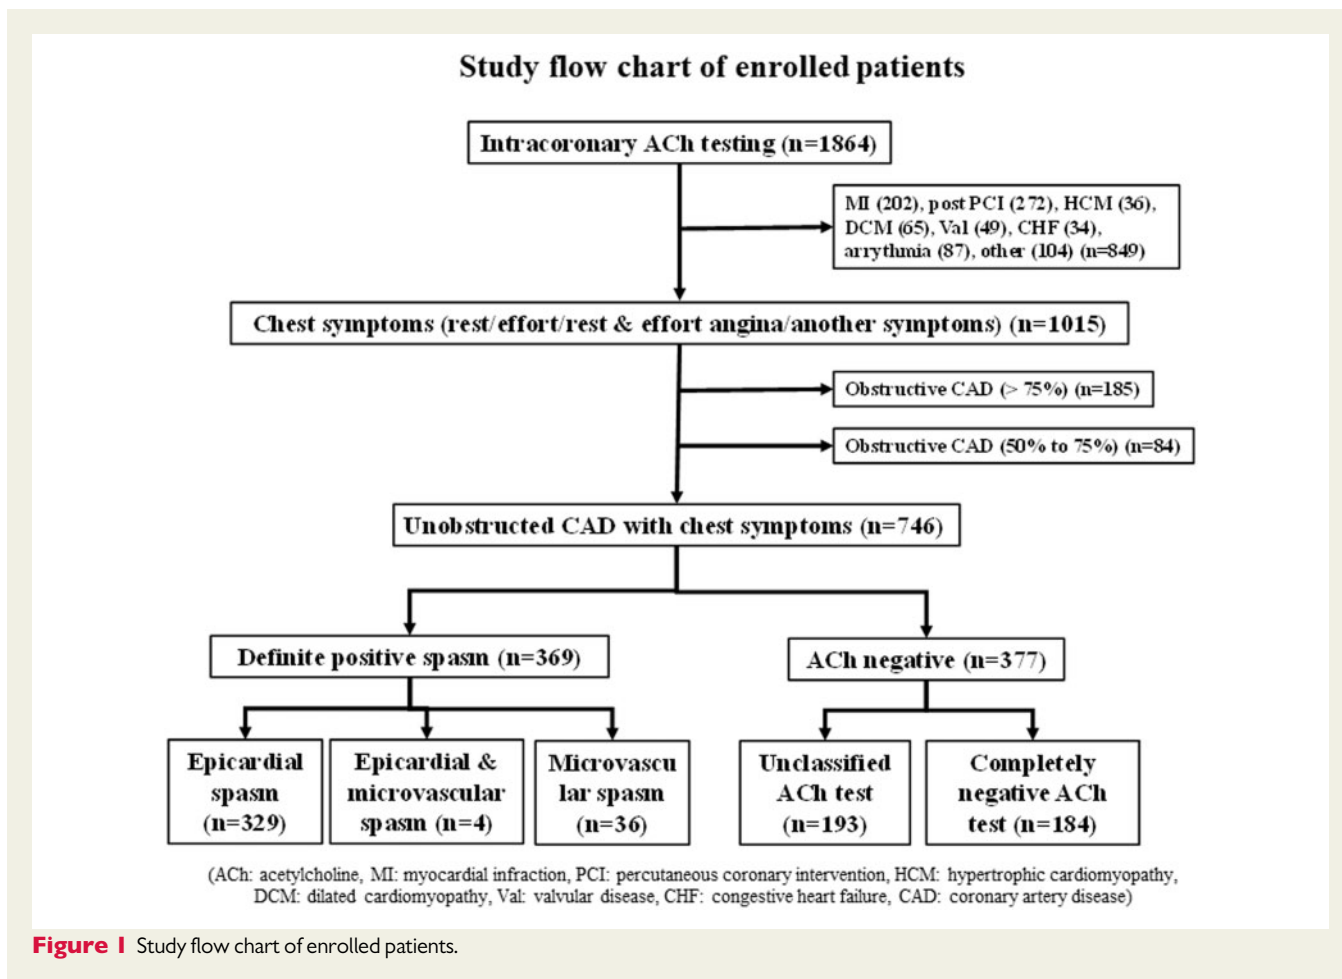 Study flow chart of enrolled patients
Intracoronary ACh testing (n=1864)
MI (202), post PCI (272), HCM (36),
DCM (65), Val (49), CHF (34),
arrythmia (87), other (104) (n=849)
Chest symptoms (rest/effort/rest & effort angina/another symptoms) (n=1015)
Obstructive CAD (> 75%) (n=185)
Obstructive CAD (50% to 75%) (n=84)
Unobstructed CAD with chest symptoms (n=746)
Definite positive spasm (n=369)
ACh negative (n=377)
Epicardial
spasm
(n=329)
Epicardial &
microvascular
spasm (n=4)
Microvascu
lar spasm
(n=36)
Unclassified
ACh test
(n=193)
Completely
negative ACh
test (n=184)
(ACh: acetylcholine, MI: myocardial infraction, PCI: percutaneous coronary intervention, HCM: hypertrophic cardiomyopathy,
DCM: dilated cardiomyopathy, Val: valvular disease, CHF: congestive heart failure, CAD: coronary artery disease)
Figure 1 Study flow chart of enrolled patients.